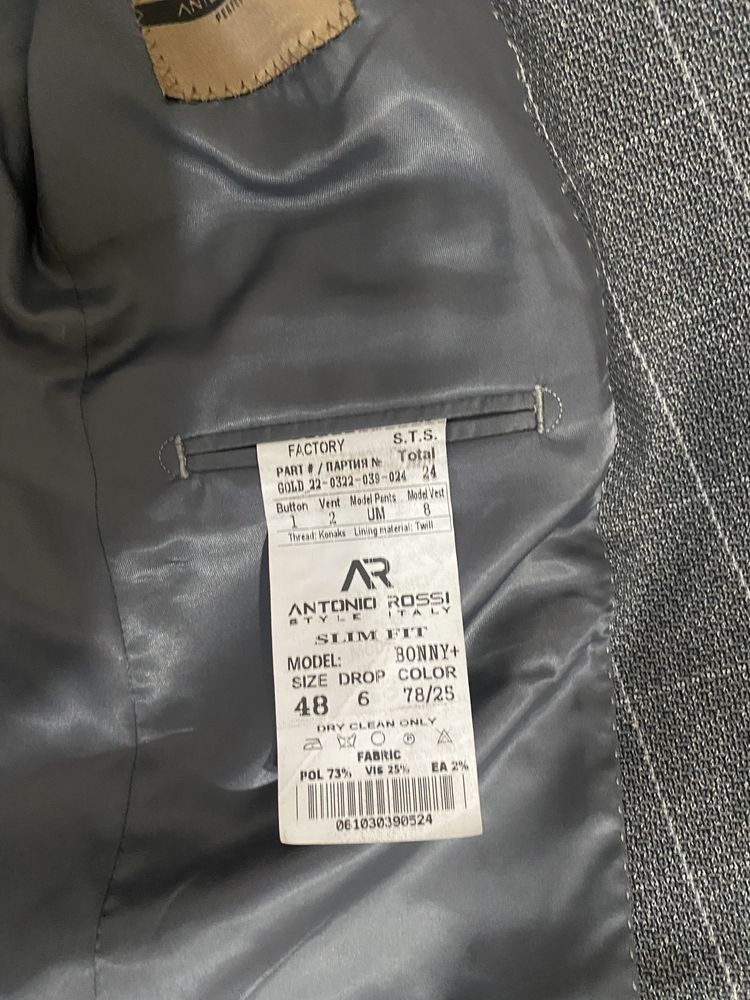 FACTORY S.T.S.
PART # / ПАРТИЯ № Total
GOLD 22-0322-039-024 24
Button Vent Model Pants Model Vest
1 2 UM 8
Thread: Konaks Lining material: Twill
AR
ANTONIO ROSSI
STYLE ITALY
SLIM FIT
MODEL: BONNY+
SIZE DROP COLOR
48 6 78/25
DRY CLEAN ONLY
FABRIC
POL 73% VIS 25% EA 2%
061030390524